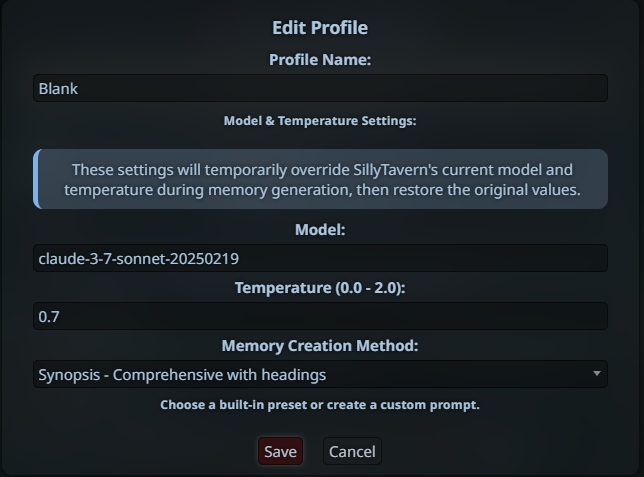 Edit Profile
Profile Name:
Blank
Model & Temperature Settings:
These settings will temporarily override SillyTavern's current model and
temperature during memory generation, then restore the original values.
Model:
claude-3-7-sonnet-20250219
Temperature (0.0 - 2.0):
0.7
Memory Creation Method:
Synopsis - Comprehensive with headings
Choose a built-in preset or create a custom prompt.
Save Cancel